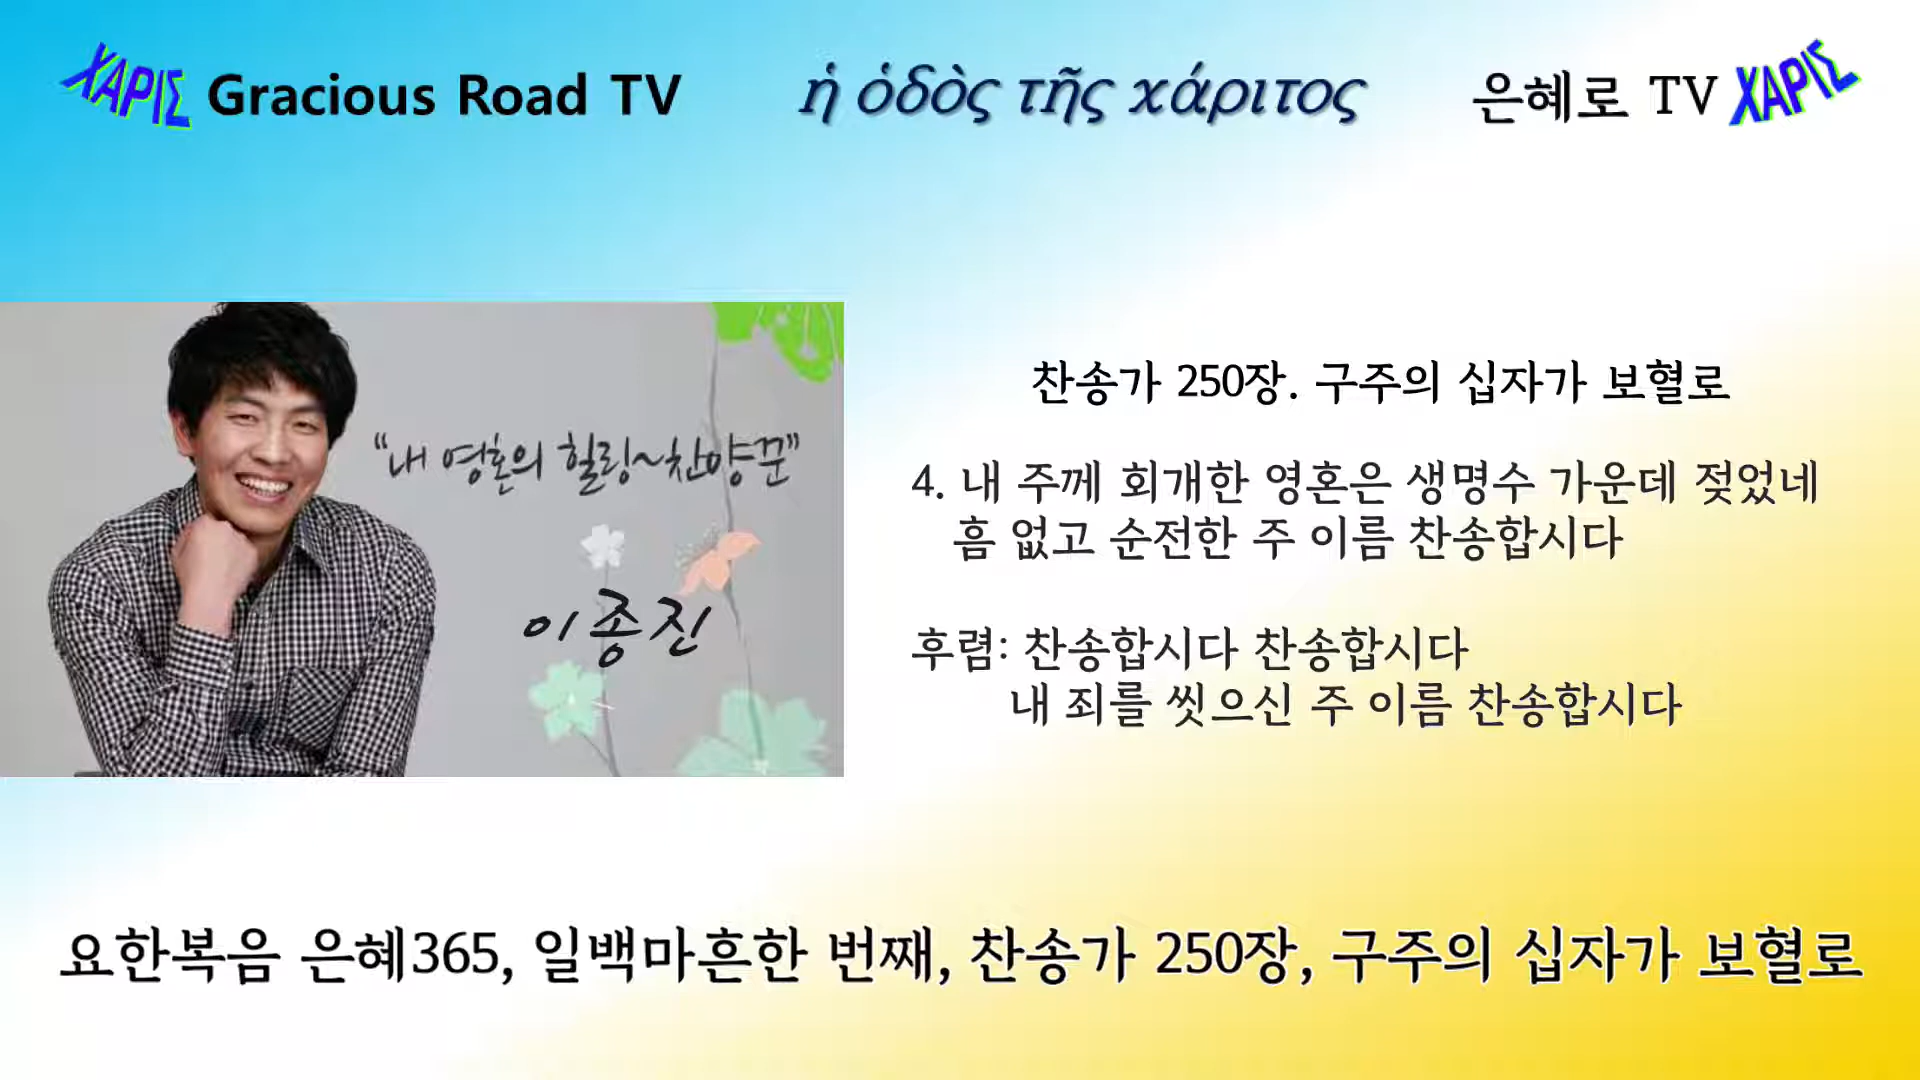 ΧΑΡΙΣ Gracious Road TV ἡ ὁδὸς τῆς χάριτος 은혜로 TV ΧΑΡΙΣ
"내 영혼의 힐링~찬양꾼"
이종진
찬송가 250장. 구주의 십자가 보혈로
4. 내 주께 회개한 영혼은 생명수 가운데 젖었네
흠 없고 순전한 주 이름 찬송합시다
후렴: 찬송합시다 찬송합시다
내 죄를 씻으신 주 이름 찬송합시다
요한복음 은혜365, 일백마흔한 번째, 찬송가 250장, 구주의 십자가 보혈로